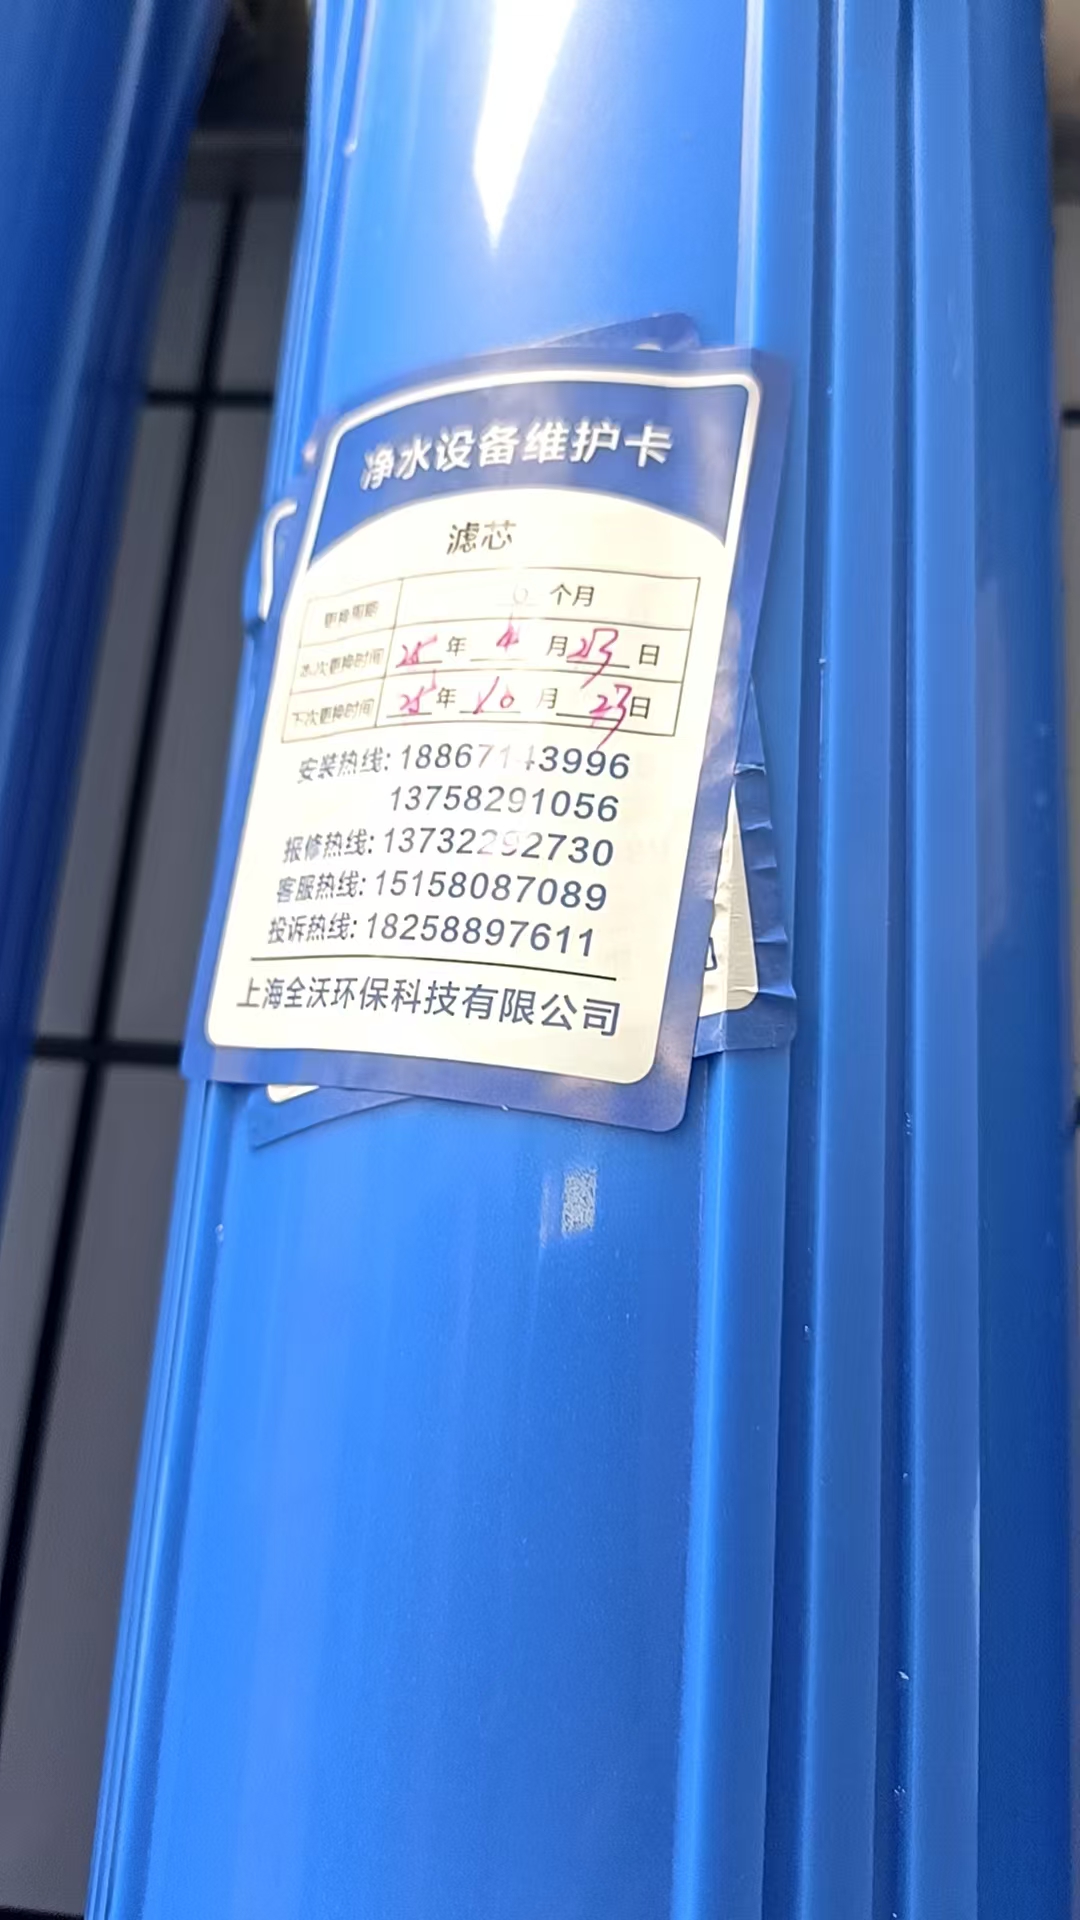 净水设备维护卡
滤芯
更换周期 6 个月
本次更换时间 25 年 4 月 23 日
下次更换时间 25 年 10 月 23 日
安装热线: 18867143996
13758291056
报修热线: 13732292730
客服热线: 15158087089
投诉热线: 18258897611
上海全沃环保科技有限公司